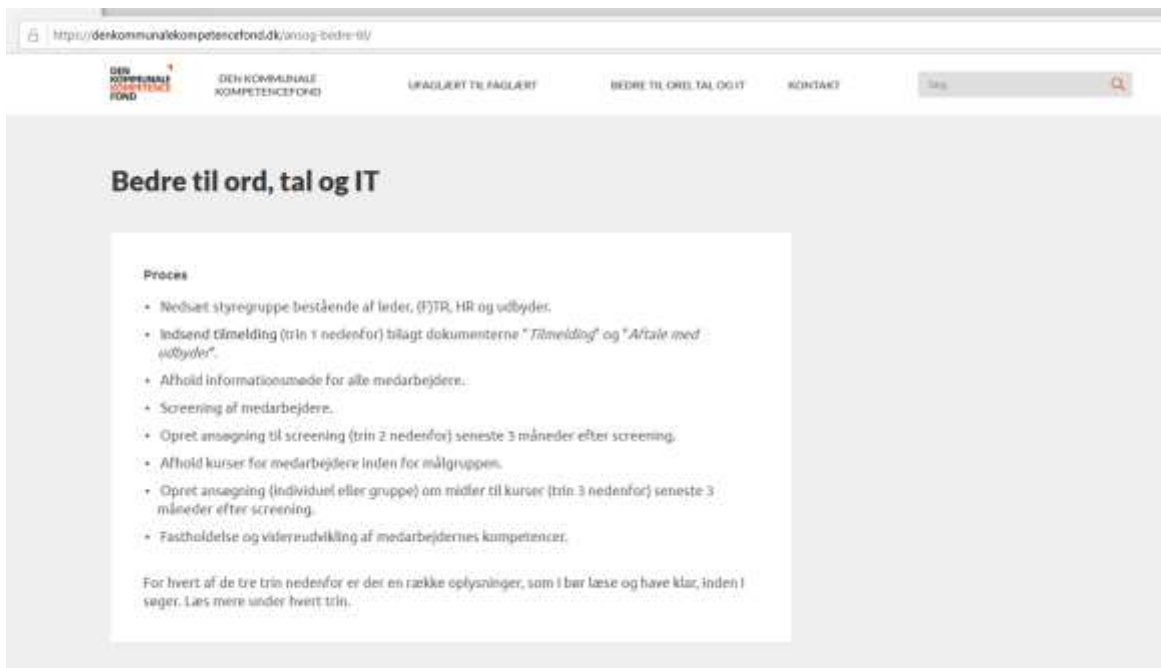 https://denkommunalekompetencefond.dk/ansog-bedre-til/
DEN
KOMMUNALE
KOMPETENCE
FOND
DEN KOMMUNALE
KOMPETENCEFOND
UFAGLÆRT TIL FAGLÆRT
BEDRE TIL ORD, TAL OG IT
KONTAKT
Søg
Bedre til ord, tal og IT
Proces
• Nedsæt styregruppe bestående af leder, (F)TR, HR og udbyder.
• Indsend tilmelding (trin 1 nedenfor) bilagt dokumenterne "Tilmelding" og "Aftale med
udbyder".
• Afhold informationsmøde for alle medarbejdere.
• Screening af medarbejdere.
• Opret ansøgning til screening (trin 2 nedenfor) seneste 3 måneder efter screening.
• Afhold kurser for medarbejdere inden for målgruppen.
• Opret ansøgning (individuel eller gruppe) om midler til kurser (trin 3 nedenfor) seneste 3
måneder efter screening.
• Fastholdelse og videreudvikling af medarbejdernes kompetencer.
For hvert af de tre trin nedenfor er der en række oplysninger, som I bør læse og have klar, inden I
søger. Læs mere under hvert trin.